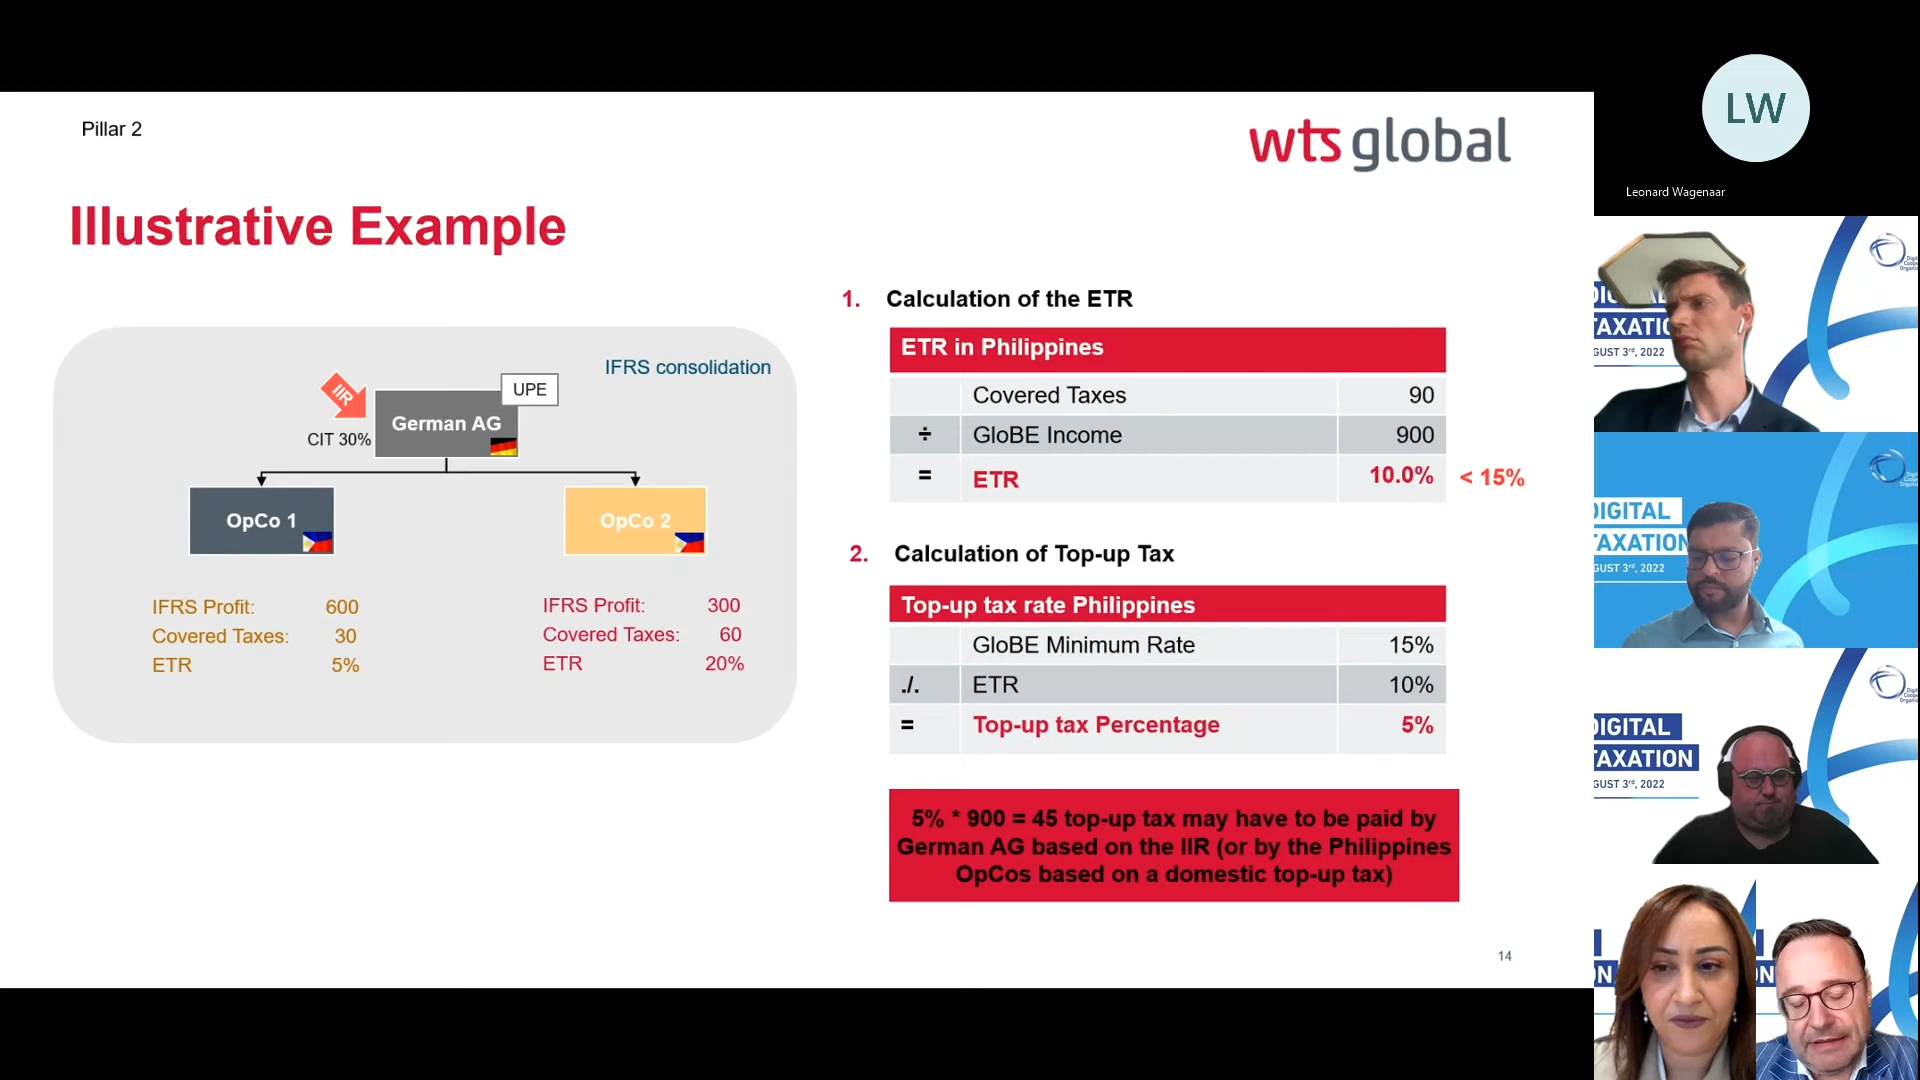 Pillar 2
wts global
Illustrative Example
IFRS consolidation
IIR
UPE
German AG
CIT 30%
OpCo 1
OpCo 2
IFRS Profit: 600
Covered Taxes: 30
ETR 5%
IFRS Profit: 300
Covered Taxes: 60
ETR 20%
1. Calculation of the ETR
ETR in Philippines
Covered Taxes 90
÷ GloBE Income 900
= ETR 10.0% < 15%
2. Calculation of Top-up Tax
Top-up tax rate Philippines
GloBE Minimum Rate 15%
./. ETR 10%
= Top-up tax Percentage 5%
5% * 900 = 45 top-up tax may have to be paid by
German AG based on the IIR (or by the Philippines
OpCos based on a domestic top-up tax)
14
LW
Leonard Wagenaar
AXATIO
GUST 3rd, 2022
DIGITAL
AXATION
GUST 3rd, 2022
DIGITAL
AXATION
GUST 3rd, 2022
N
N